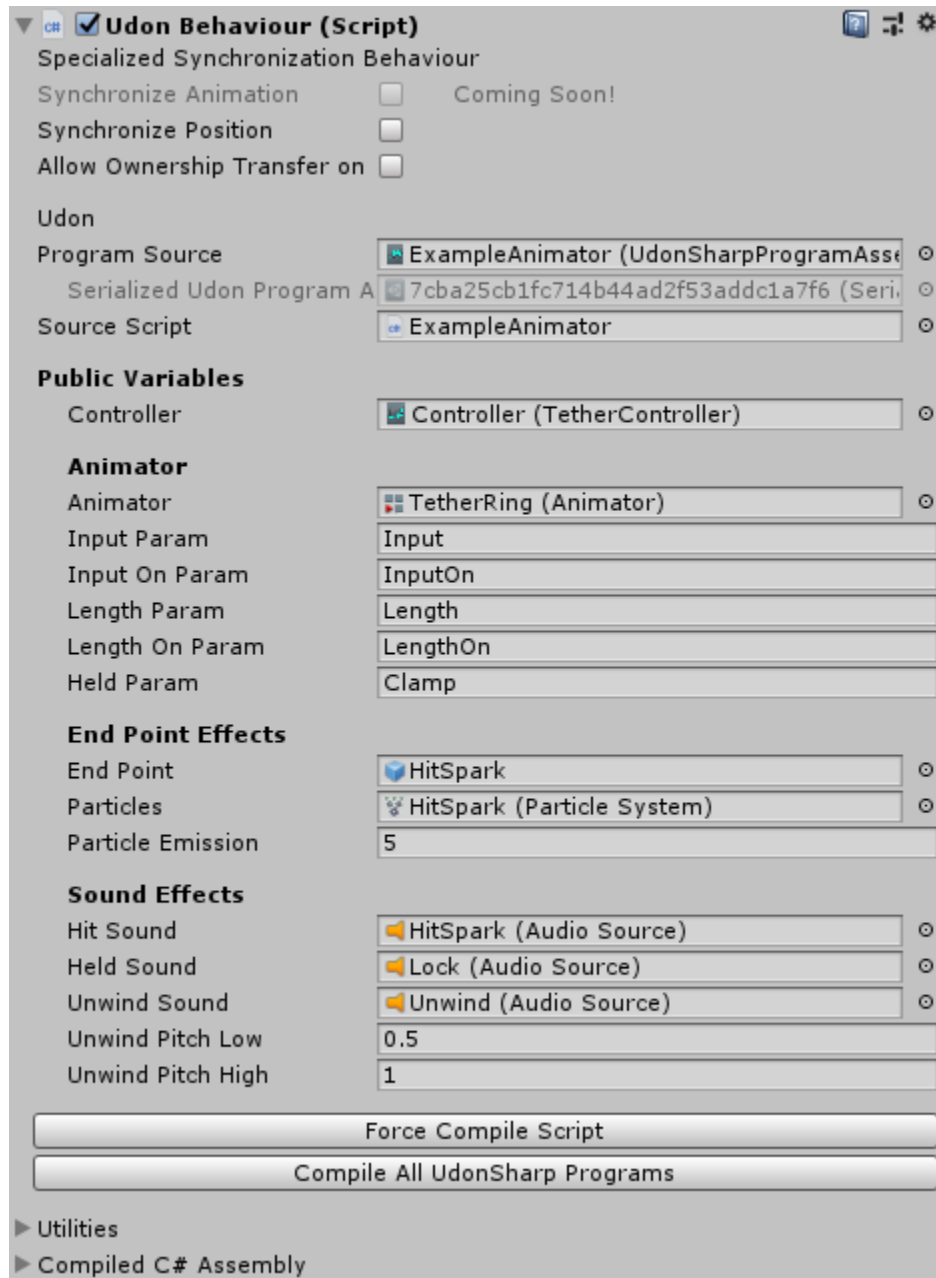 Udon Behaviour (Script)
Specialized Synchronization Behaviour
Synchronize Animation Coming Soon!
Synchronize Position
Allow Ownership Transfer on
Udon
Program Source ExampleAnimator (UdonSharpProgramAsse
Serialized Udon Program A 7cba25cb1fc714b44ad2f53addc1a7f6 (Seri
Source Script ExampleAnimator
Public Variables
Controller Controller (TetherController)
Animator
Animator TetherRing (Animator)
Input Param Input
Input On Param InputOn
Length Param Length
Length On Param LengthOn
Held Param Clamp
End Point Effects
End Point HitSpark
Particles HitSpark (Particle System)
Particle Emission 5
Sound Effects
Hit Sound HitSpark (Audio Source)
Held Sound Lock (Audio Source)
Unwind Sound Unwind (Audio Source)
Unwind Pitch Low 0.5
Unwind Pitch High 1
Force Compile Script
Compile All UdonSharp Programs
Utilities
Compiled C# Assembly